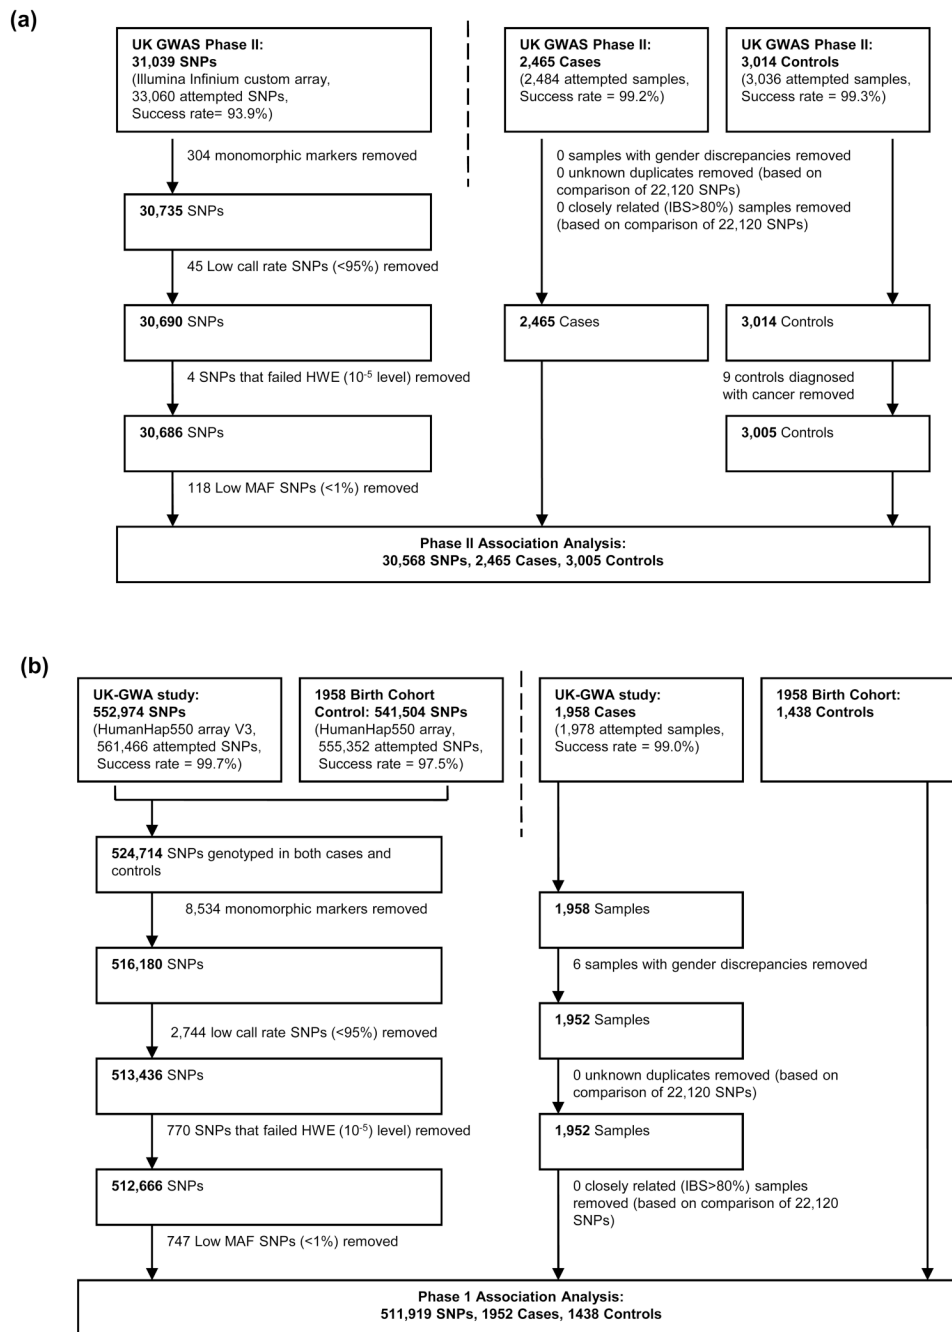 (a)
UK GWAS Phase II:
31,039 SNPs
(Illumina Infinium custom array,
33,060 attempted SNPs,
Success rate= 93.9%)
UK GWAS Phase II:
2,465 Cases
(2,484 attempted samples,
Success rate = 99.2%)
UK GWAS Phase II:
3,014 Controls
(3,036 attempted samples,
Success rate = 99.3%)
304 monomorphic markers removed
0 samples with gender discrepancies removed
0 unknown duplicates removed (based on
comparison of 22,120 SNPs)
0 closely related (IBS>80%) samples removed
(based on comparison of 22,120 SNPs)
30,735 SNPs
45 Low call rate SNPs (<95%) removed
30,690 SNPs
2,465 Cases
3,014 Controls
4 SNPs that failed HWE (10-5 level) removed
9 controls diagnosed
with cancer removed
30,686 SNPs
3,005 Controls
118 Low MAF SNPs (<1%) removed
Phase II Association Analysis:
30,568 SNPs, 2,465 Cases, 3,005 Controls
(b)
UK-GWA study:
552,974 SNPs
(HumanHap550 array V3,
561,466 attempted SNPs,
Success rate = 99.7%)
1958 Birth Cohort
Control: 541,504 SNPs
(HumanHap550 array,
555,352 attempted SNPs,
Success rate = 97.5%)
UK-GWA study:
1,958 Cases
(1,978 attempted samples,
Success rate = 99.0%)
1958 Birth Cohort:
1,438 Controls
524,714 SNPs genotyped in both cases and
controls
8,534 monomorphic markers removed
1,958 Samples
516,180 SNPs
6 samples with gender discrepancies removed
2,744 low call rate SNPs (<95%) removed
1,952 Samples
513,436 SNPs
0 unknown duplicates removed (based on
comparison of 22,120 SNPs)
770 SNPs that failed HWE (10-5) level) removed
1,952 Samples
512,666 SNPs
0 closely related (IBS>80%) samples
removed (based on comparison of 22,120
SNPs)
747 Low MAF SNPs (<1%) removed
Phase 1 Association Analysis:
511,919 SNPs, 1952 Cases, 1438 Controls